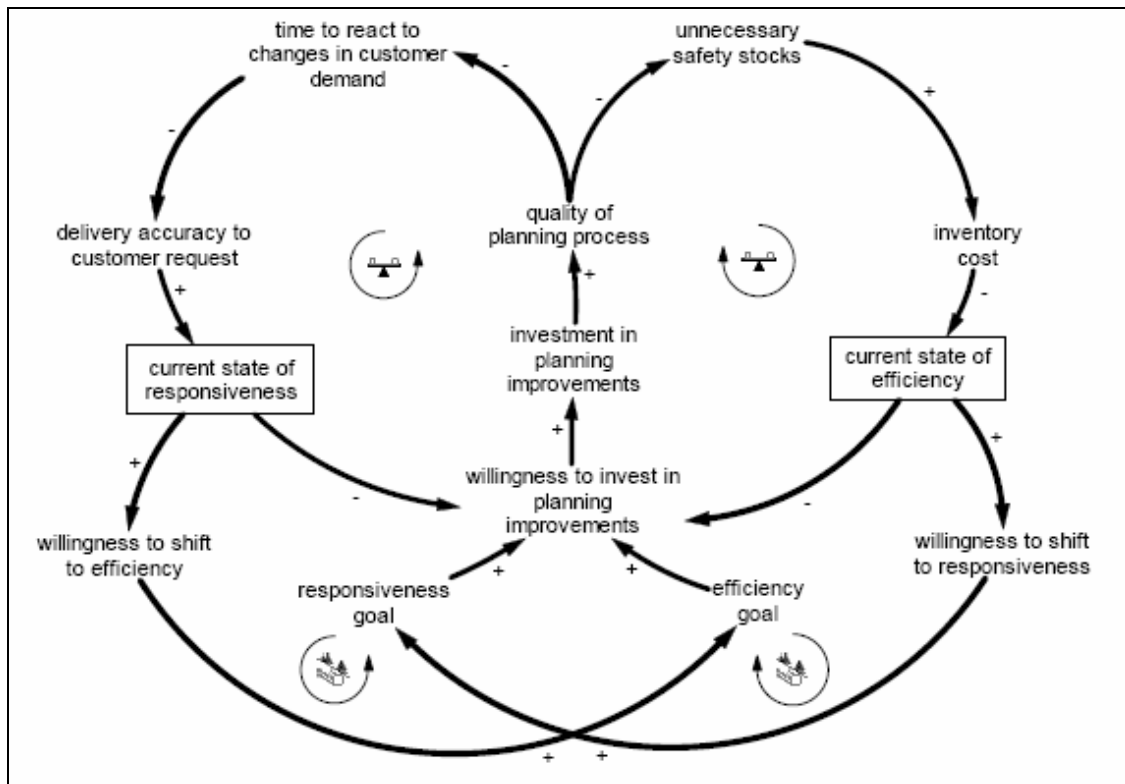 time to react to
changes in customer
demand
unnecessary
safety stocks
-
-
+
-
delivery accuracy to
customer request
quality of
planning process
inventory
cost
+
+
-
investment in
planning
improvements
current state of
responsiveness
current state of
efficiency
+
+
+
-
willingness to invest in
planning
improvements
-
willingness to shift
to efficiency
willingness to shift
to responsiveness
+
+
responsiveness
goal
efficiency
goal
+
+